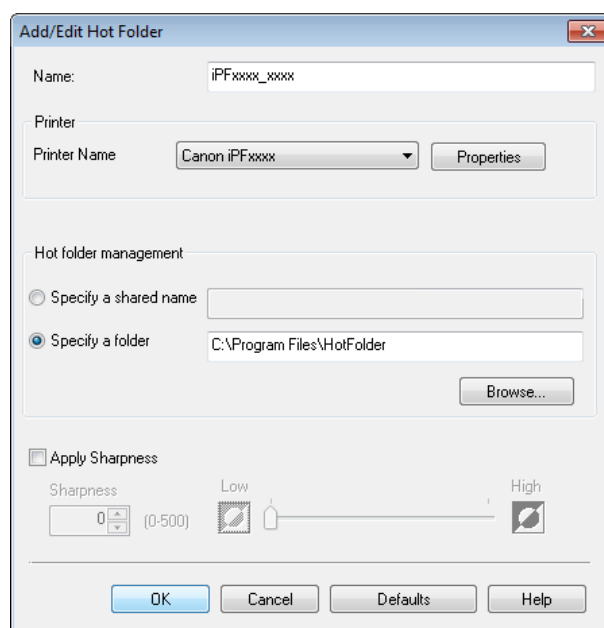 Add/Edit Hot Folder
Name: iPFxxxx_xxxx
Printer
Printer Name Canon iPFxxxx Properties
Hot folder management
Specify a shared name
Specify a folder C:\Program Files\HotFolder
Browse...
Apply Sharpness
Sharpness Low High
0 (0-500)
OK Cancel Defaults Help